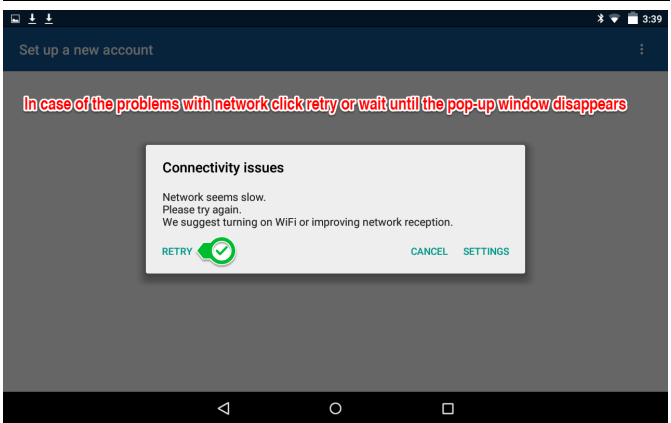 3:39
Set up a new account
In case of the problems with network click retry or wait until the pop-up window disappears
Connectivity issues
Network seems slow.
Please try again.
We suggest turning on WiFi or improving network reception.
RETRY CANCEL SETTINGS